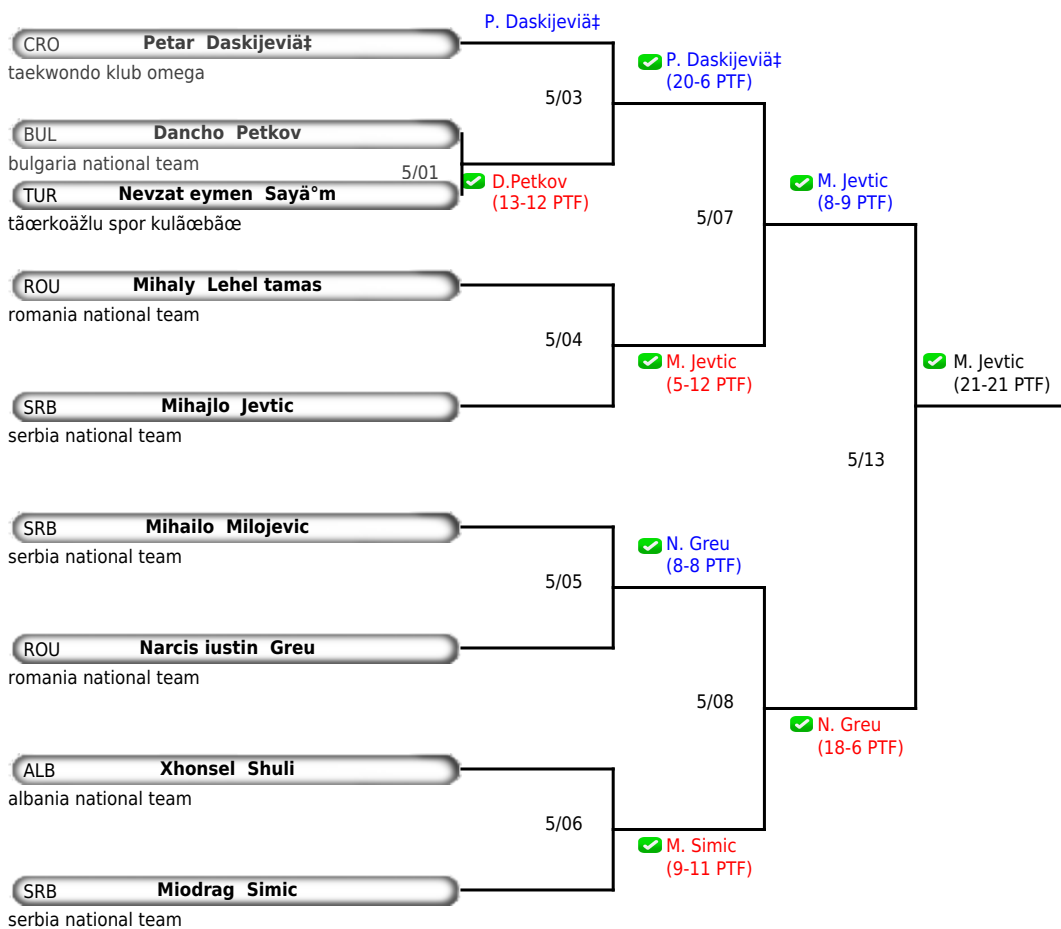 P. Daskijeviä‡
CRO Petar Daskijeviä‡
taekwondo klub omega
P. Daskijeviä‡
(20-6 PTF)
5/03
BUL Dancho Petkov
bulgaria national team
5/01
D.Petkov
(13-12 PTF)
TUR Nevzat eymen Sayä°m
tãœrkoäžlu spor kulãœbãœ
M. Jevtic
(8-9 PTF)
5/07
ROU Mihaly Lehel tamas
romania national team
5/04
M. Jevtic
(5-12 PTF)
M. Jevtic
(21-21 PTF)
SRB Mihajlo Jevtic
serbia national team
5/13
SRB Mihailo Milojevic
serbia national team
N. Greu
(8-8 PTF)
5/05
ROU Narcis iustin Greu
romania national team
5/08
N. Greu
(18-6 PTF)
ALB Xhonsel Shuli
albania national team
5/06
M. Simic
(9-11 PTF)
SRB Miodrag Simic
serbia national team